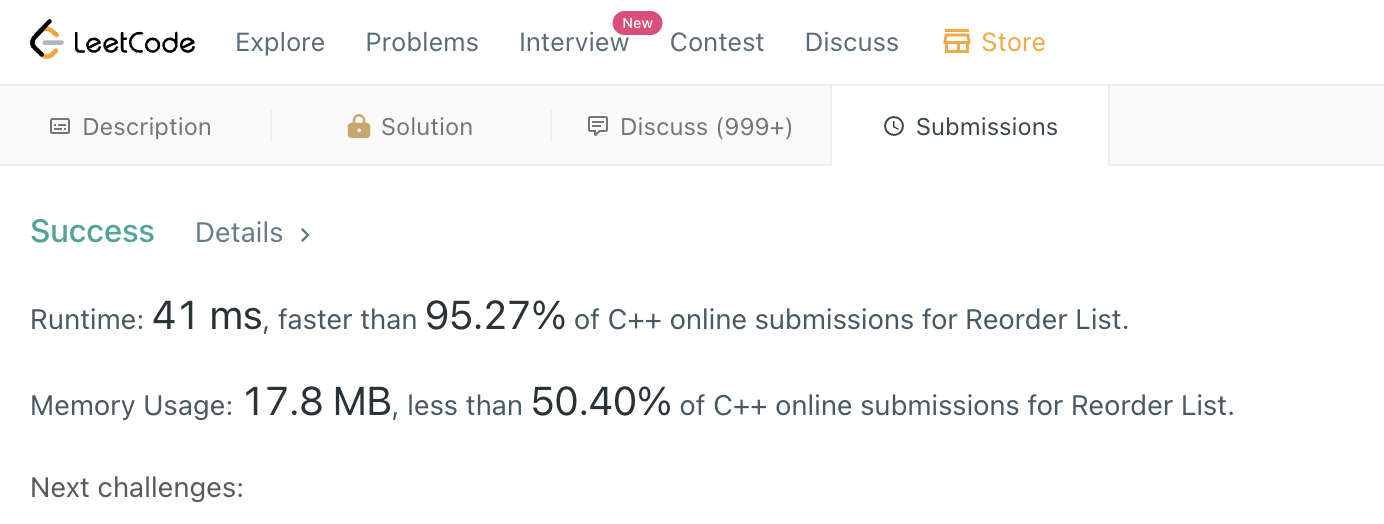 LeetCode Explore Problems Interview New Contest Discuss Store
Description Solution Discuss (999+) Submissions
Success Details >
Runtime: 41 ms, faster than 95.27% of C++ online submissions for Reorder List.
Memory Usage: 17.8 MB, less than 50.40% of C++ online submissions for Reorder List.
Next challenges: